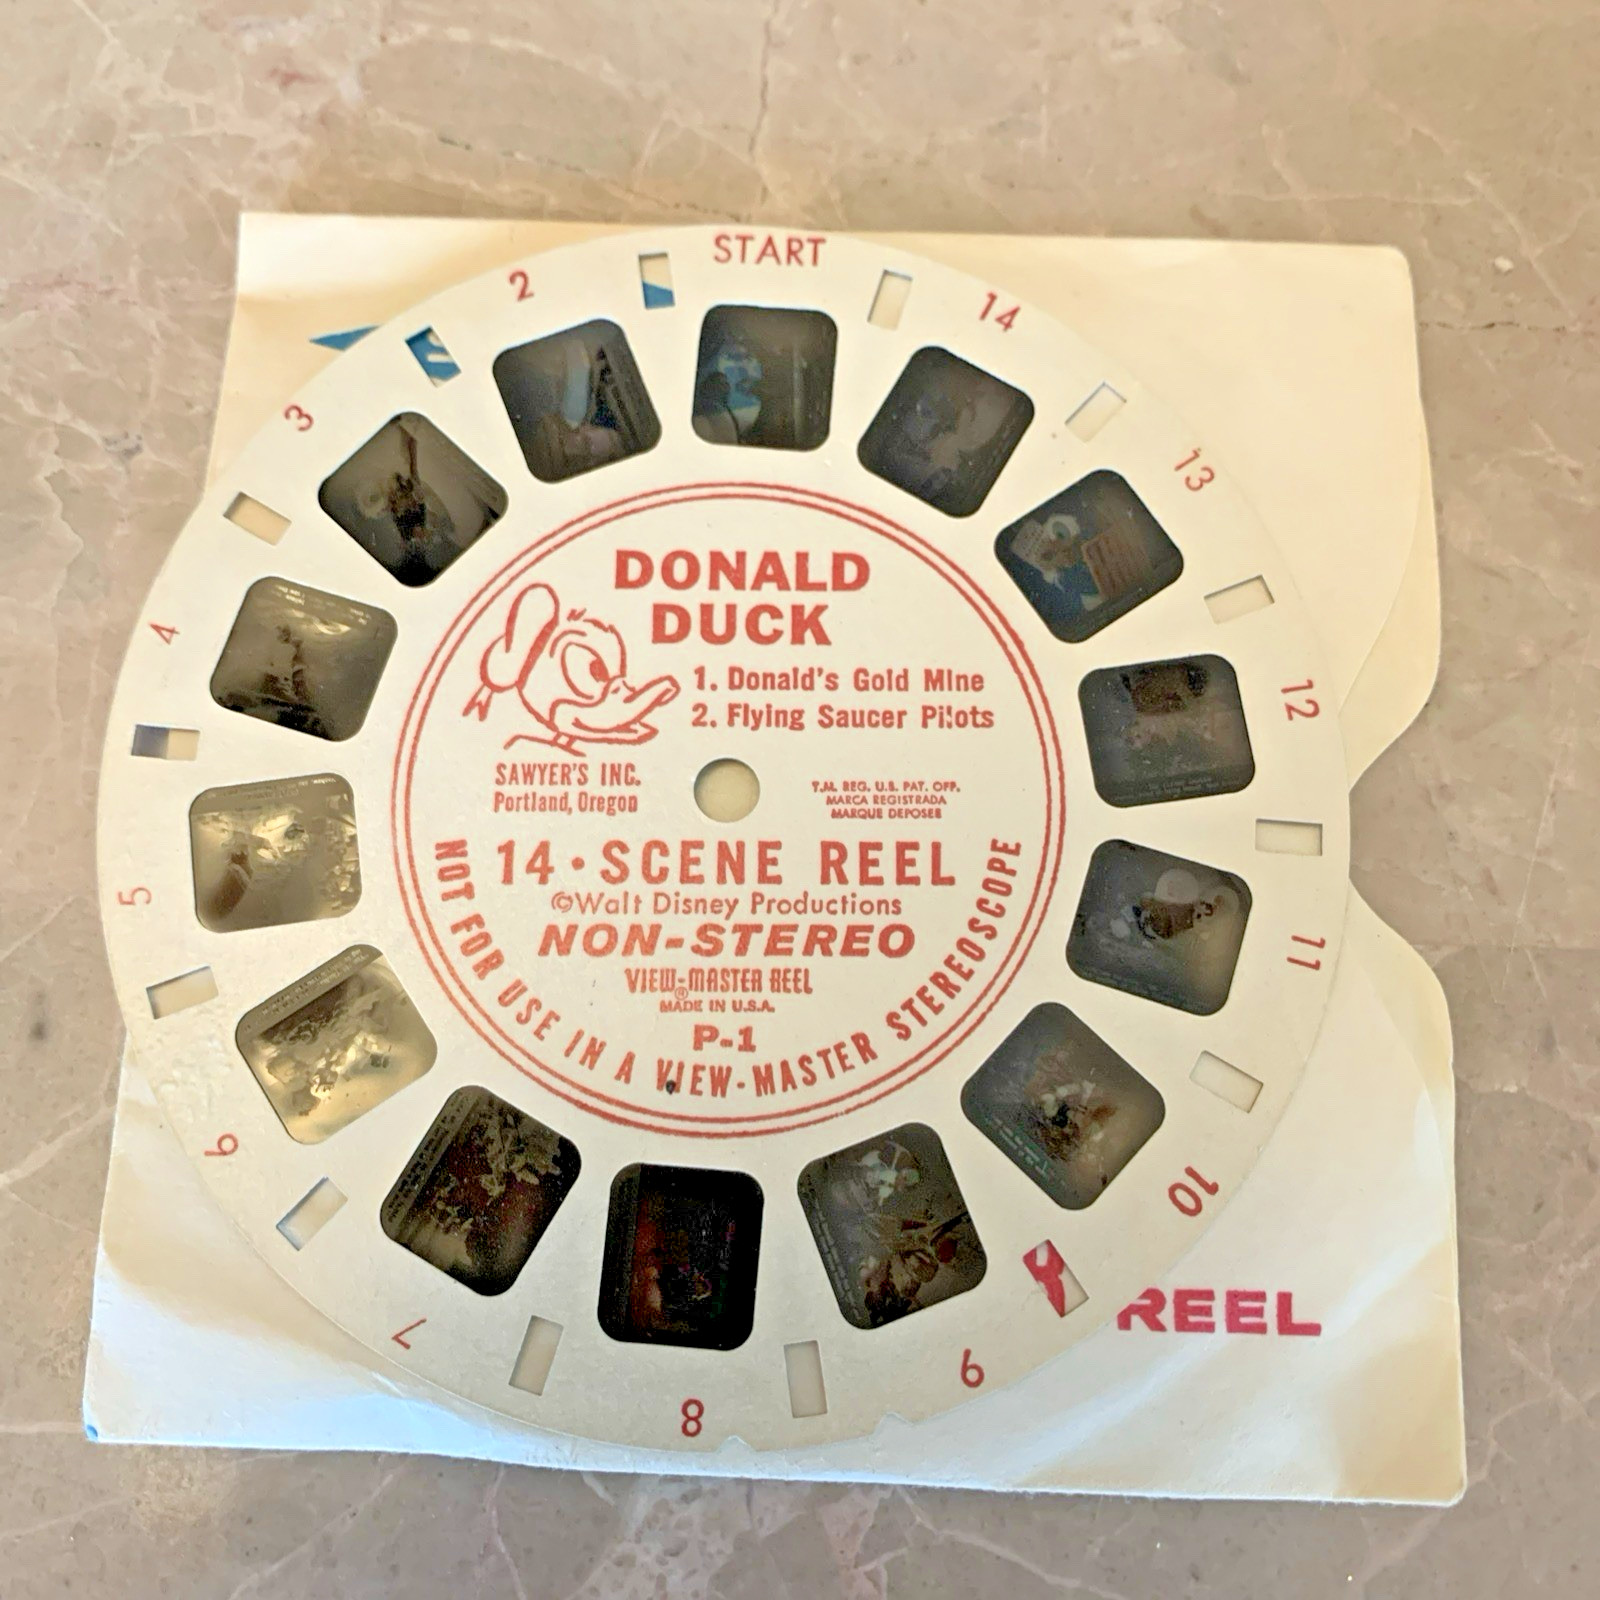 START
2
3
4
5
6
7
8
9
10
11
12
13
14
DONALD
DUCK
1. Donald's Gold Mine
2. Flying Saucer Pilots
SAWYER'S INC.
Portland, Oregon
T.M. REG. U.S. PAT. OFF.
MARCA REGISTRADA
MARQUE DEPOSEE
14 • SCENE REEL
©Walt Disney Productions
NON-STEREO
VIEW-MASTER REEL
®
MADE IN U.S.A.
P-1
NOT FOR USE IN A VIEW-MASTER STEREOSCOPE
REEL